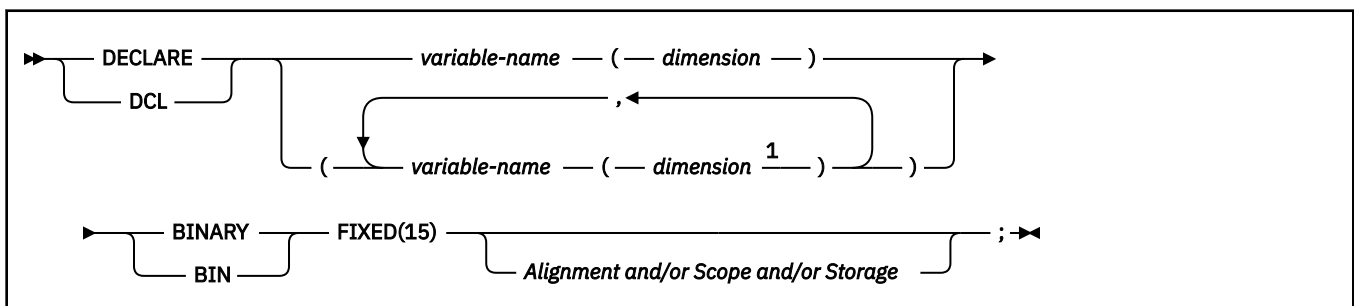 DECLARE variable-name ( dimension )
DCL
,
( variable-name ( dimension 1 ) )
BINARY FIXED(15) ;
BIN Alignment and/or Scope and/or Storage